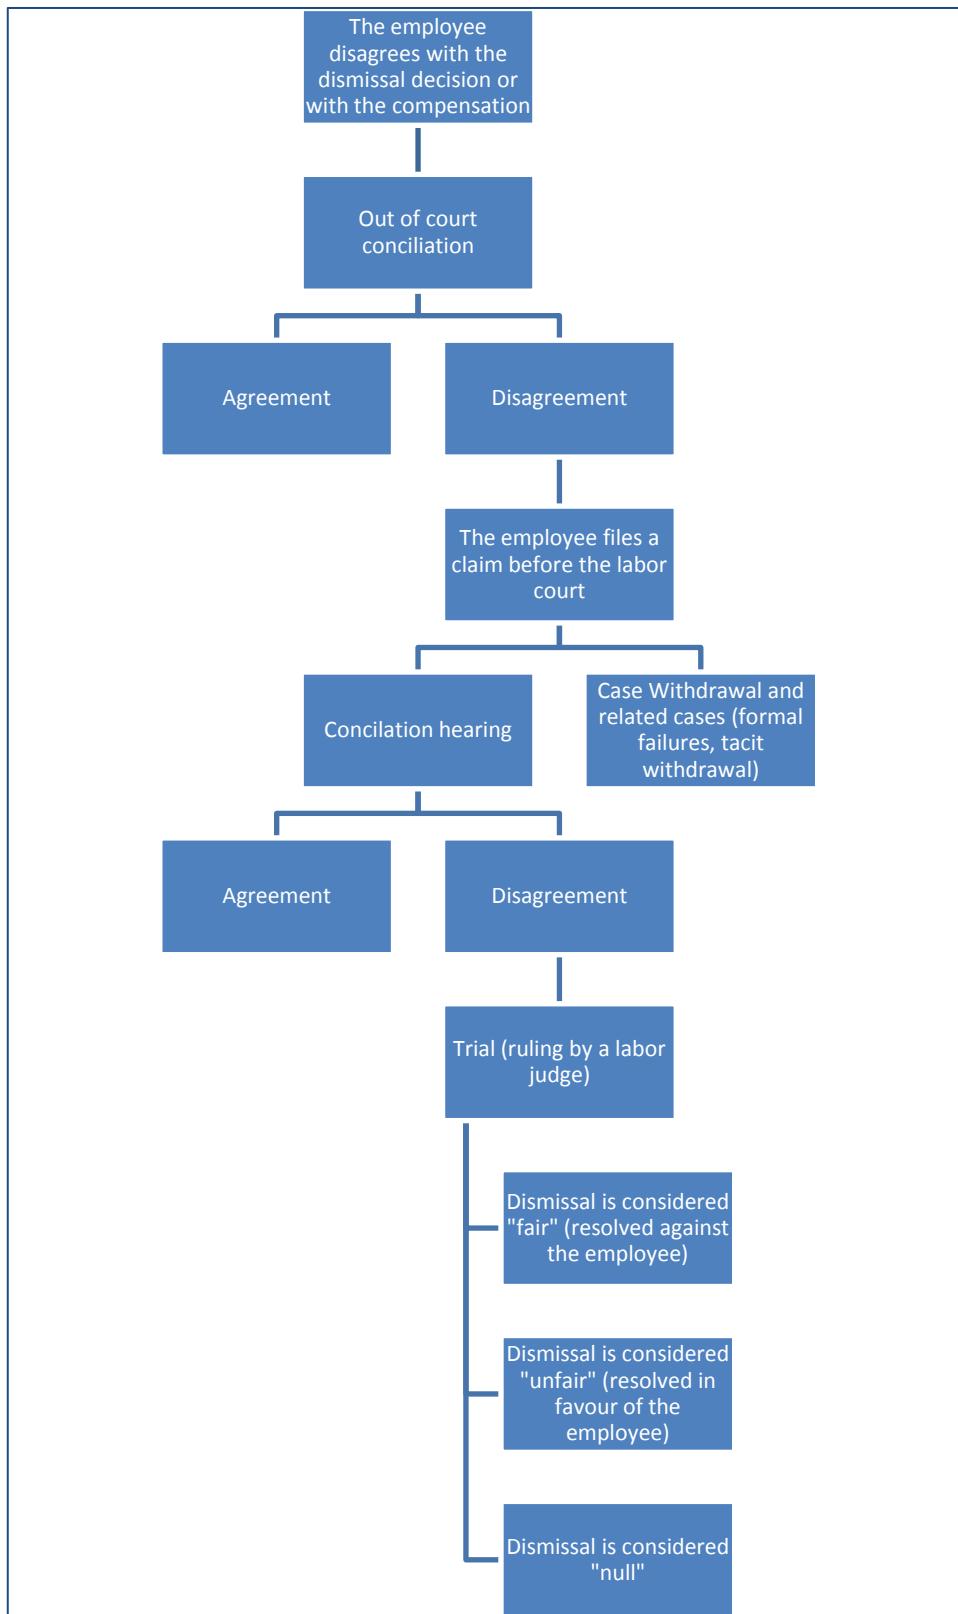 The employee
disagrees with the
dismissal decision or
with the compensation
Out of court
conciliation
Agreement
Disagreement
The employee files a
claim before the labor
court
Concilation hearing
Case Withdrawal and
related cases (formal
failures, tacit
withdrawal)
Agreement
Disagreement
Trial (ruling by a labor
judge)
Dismissal is considered
"fair" (resolved against
the employee)
Dismissal is considered
"unfair" (resolved in
favour of the
employee)
Dismissal is considered
"null"